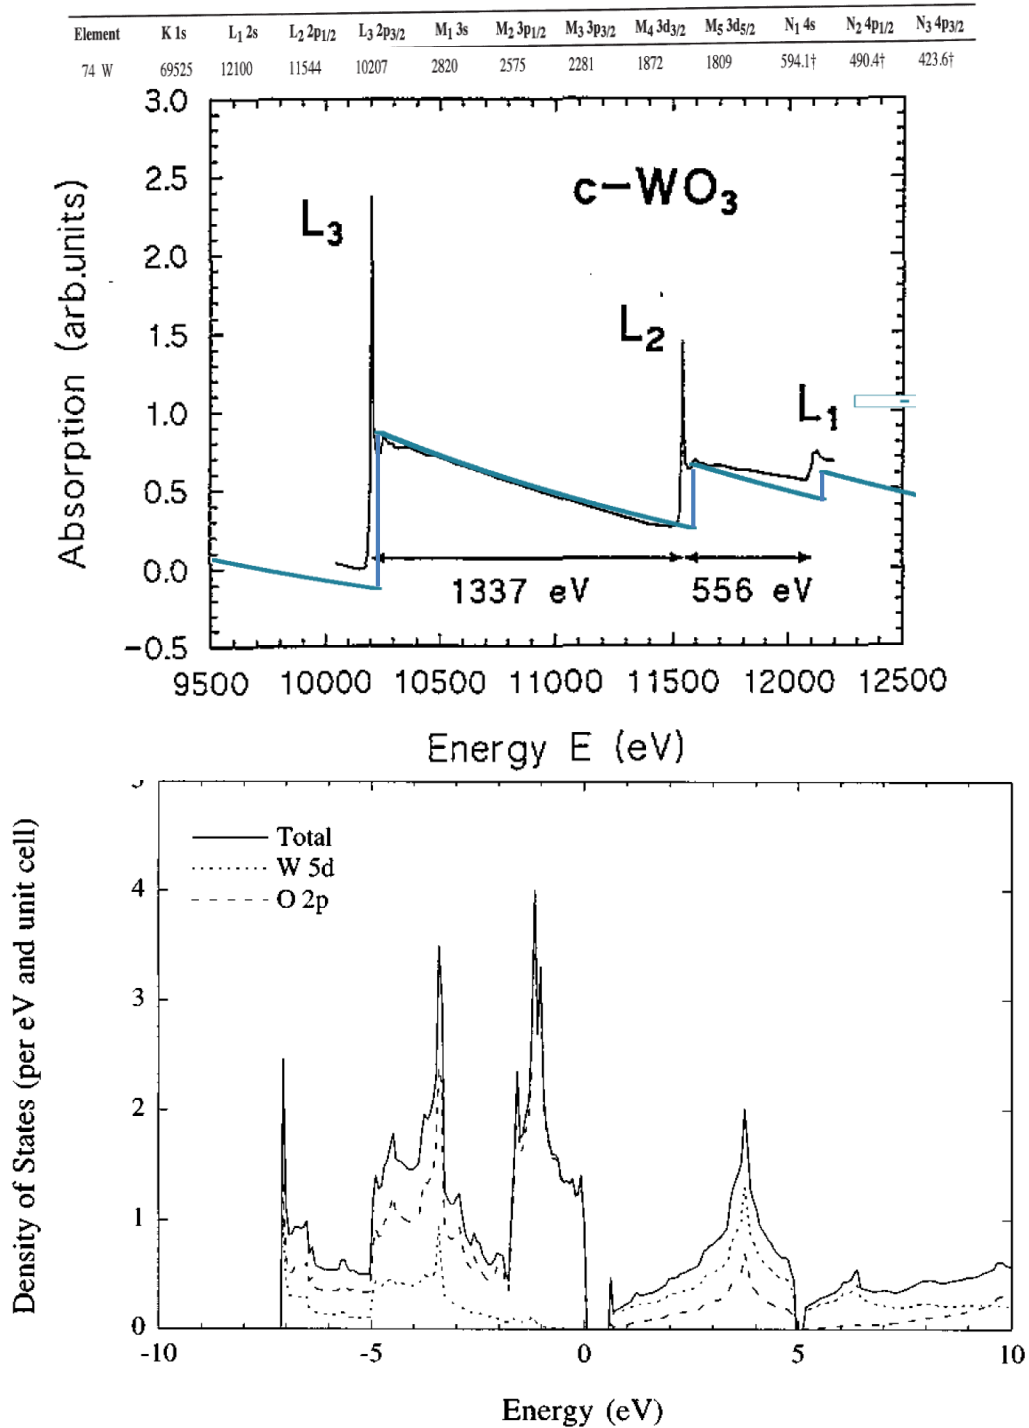 Element K 1s L₁ 2s L₂ 2p1/2 L₃ 2p3/2 M₁ 3s M₂ 3p1/2 M₃ 3p3/2 M₄ 3d3/2 M₅ 3d5/2 N₁ 4s N₂ 4p1/2 N₃ 4p3/2
74 W 69525 12100 11544 10207 2820 2575 2281 1872 1809 594.1† 490.4† 423.6†
3.0
2.5
c-WO₃
L₃
2.0
L₂
1.5
L₁
1.0
0.5
0.0
1337 eV 556 eV
-0.5
Absorption (arb.units)
9500 10000 10500 11000 11500 12000 12500
Energy E (eV)
5
Total
W 5d
O 2p
4
3
2
1
0
Density of States (per eV and unit cell)
-10 -5 0 5 10
Energy (eV)